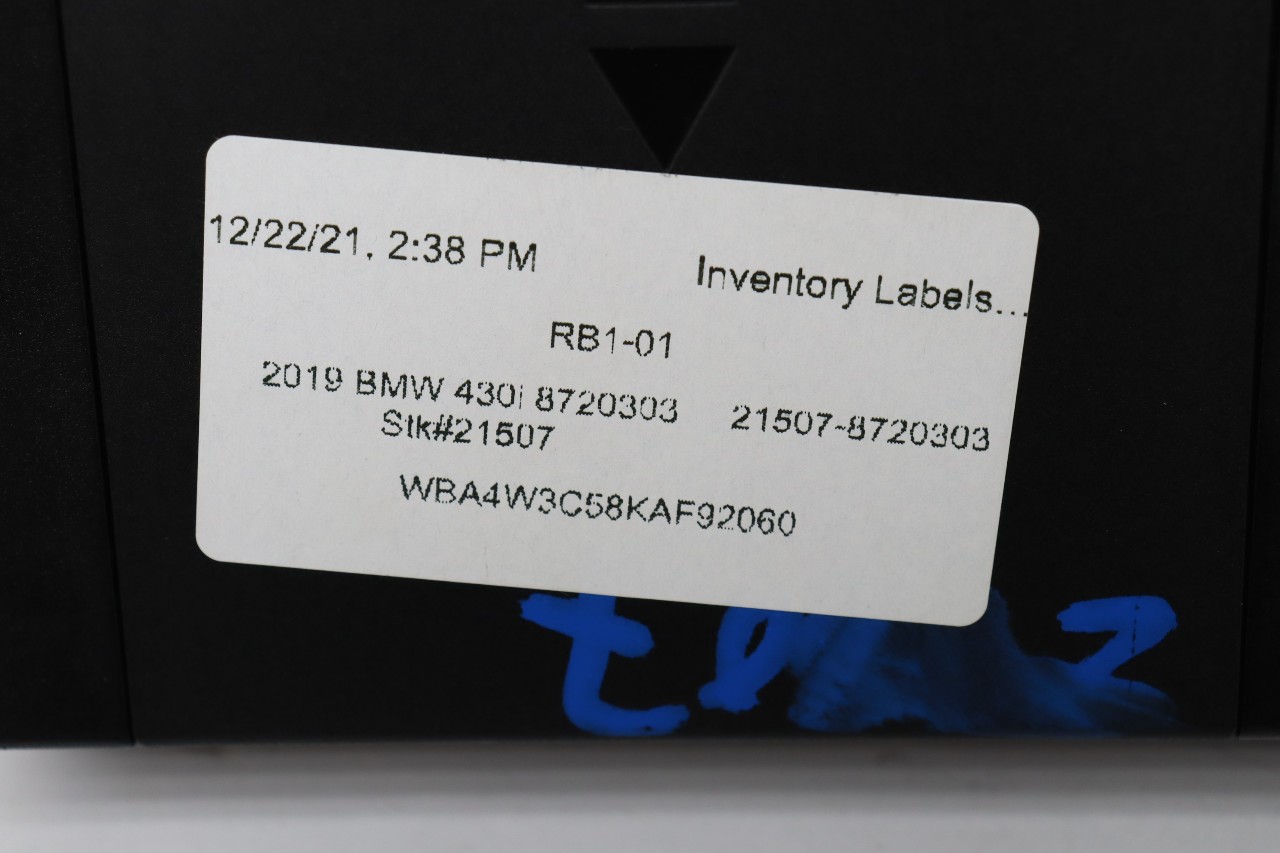 12/22/21, 2:38 PM Inventory Labels...
RB1-01
2019 BMW 430i 8720303 21507-8720303
Stk#21507
WBA4W3C58KAF92060